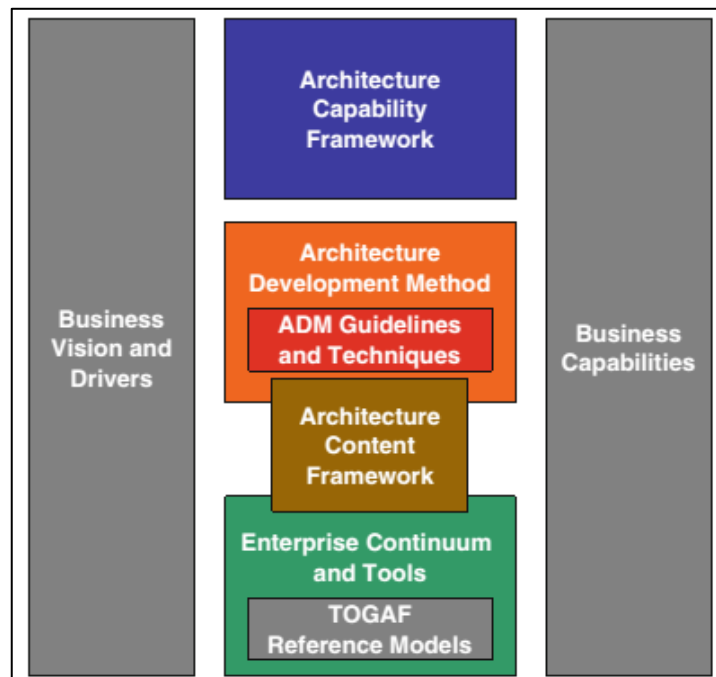 Business
Vision and
Drivers
Architecture
Capability
Framework
Architecture
Development Method
ADM Guidelines
and Techniques
Architecture
Content
Framework
Enterprise Continuum
and Tools
TOGAF
Reference Models
Business
Capabilities